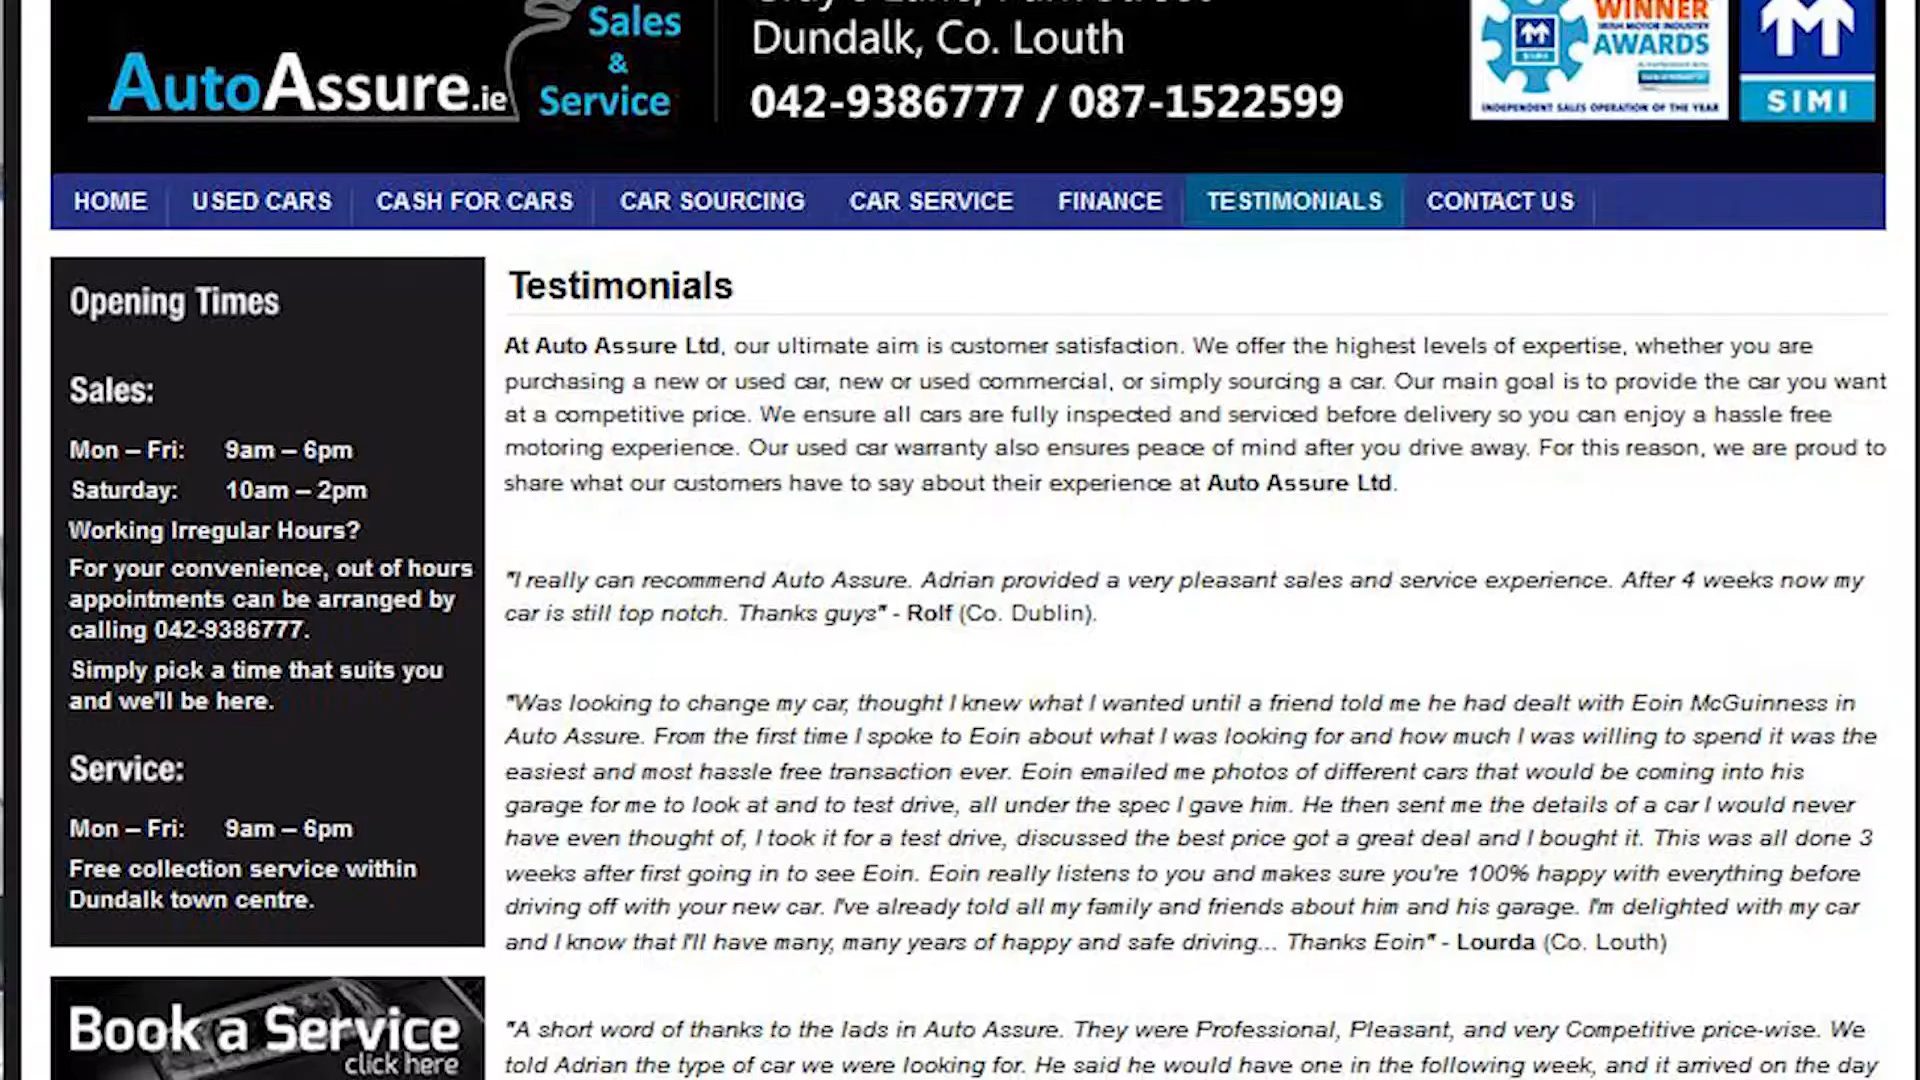 Sales
&
Service
AutoAssure.ie
Dundalk, Co. Louth
042-9386777 / 087-1522599
WINNER
IRISH MOTOR INDUSTRY
AWARDS
SIMI
INDEPENDENT SALES OPERATION OF THE YEAR
SIMI
HOME USED CARS CASH FOR CARS CAR SOURCING CAR SERVICE FINANCE TESTIMONIALS CONTACT US
Opening Times
Sales:
Mon – Fri: 9am – 6pm
Saturday: 10am – 2pm
Working Irregular Hours?
For your convenience, out of hours
appointments can be arranged by
calling 042-9386777.
Simply pick a time that suits you
and we'll be here.
Service:
Mon – Fri: 9am – 6pm
Free collection service within
Dundalk town centre.
Book a Service
click here
Testimonials
At Auto Assure Ltd, our ultimate aim is customer satisfaction. We offer the highest levels of expertise, whether you are
purchasing a new or used car, new or used commercial, or simply sourcing a car. Our main goal is to provide the car you want
at a competitive price. We ensure all cars are fully inspected and serviced before delivery so you can enjoy a hassle free
motoring experience. Our used car warranty also ensures peace of mind after you drive away. For this reason, we are proud to
share what our customers have to say about their experience at Auto Assure Ltd.
"I really can recommend Auto Assure. Adrian provided a very pleasant sales and service experience. After 4 weeks now my
car is still top notch. Thanks guys" - Rolf (Co. Dublin).
"Was looking to change my car, thought I knew what I wanted until a friend told me he had dealt with Eoin McGuinness in
Auto Assure. From the first time I spoke to Eoin about what I was looking for and how much I was willing to spend it was the
easiest and most hassle free transaction ever. Eoin emailed me photos of different cars that would be coming into his
garage for me to look at and to test drive, all under the spec I gave him. He then sent me the details of a car I would never
have even thought of, I took it for a test drive, discussed the best price got a great deal and I bought it. This was all done 3
weeks after first going in to see Eoin. Eoin really listens to you and makes sure you're 100% happy with everything before
driving off with your new car. I've already told all my family and friends about him and his garage. I'm delighted with my car
and I know that I'll have many, many years of happy and safe driving... Thanks Eoin" - Lourda (Co. Louth)
"A short word of thanks to the lads in Auto Assure. They were Professional, Pleasant, and very Competitive price-wise. We
told Adrian the type of car we were looking for. He said he would have one in the following week, and it arrived on the day